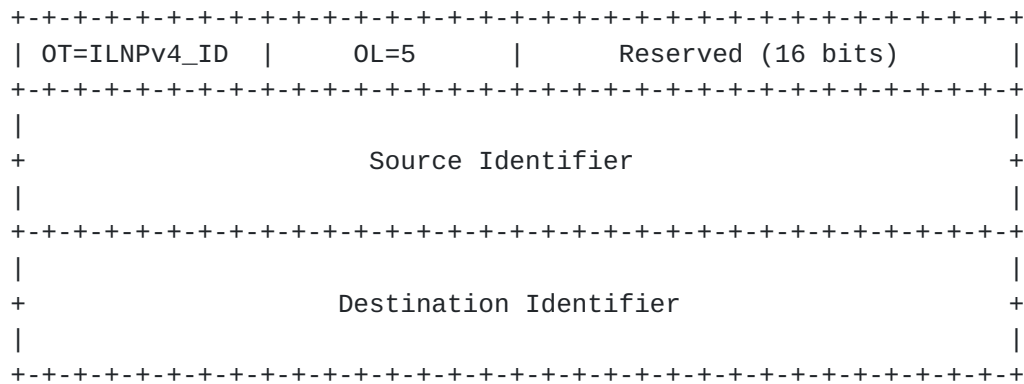 +-+-+-+-+-+-+-+-+-+-+-+-+-+-+-+-+-+-+-+-+-+-+-+-+-+-+-+-+-+-+-+-+
| OT=ILNPv4_ID  |     OL=5      |      Reserved (16 bits)       |
+-+-+-+-+-+-+-+-+-+-+-+-+-+-+-+-+-+-+-+-+-+-+-+-+-+-+-+-+-+-+-+-+
|                                                               |
+                       Source Identifier                       +
|                                                               |
+-+-+-+-+-+-+-+-+-+-+-+-+-+-+-+-+-+-+-+-+-+-+-+-+-+-+-+-+-+-+-+-+
|                                                               |
+                     Destination Identifier                    +
|                                                               |
+-+-+-+-+-+-+-+-+-+-+-+-+-+-+-+-+-+-+-+-+-+-+-+-+-+-+-+-+-+-+-+-+